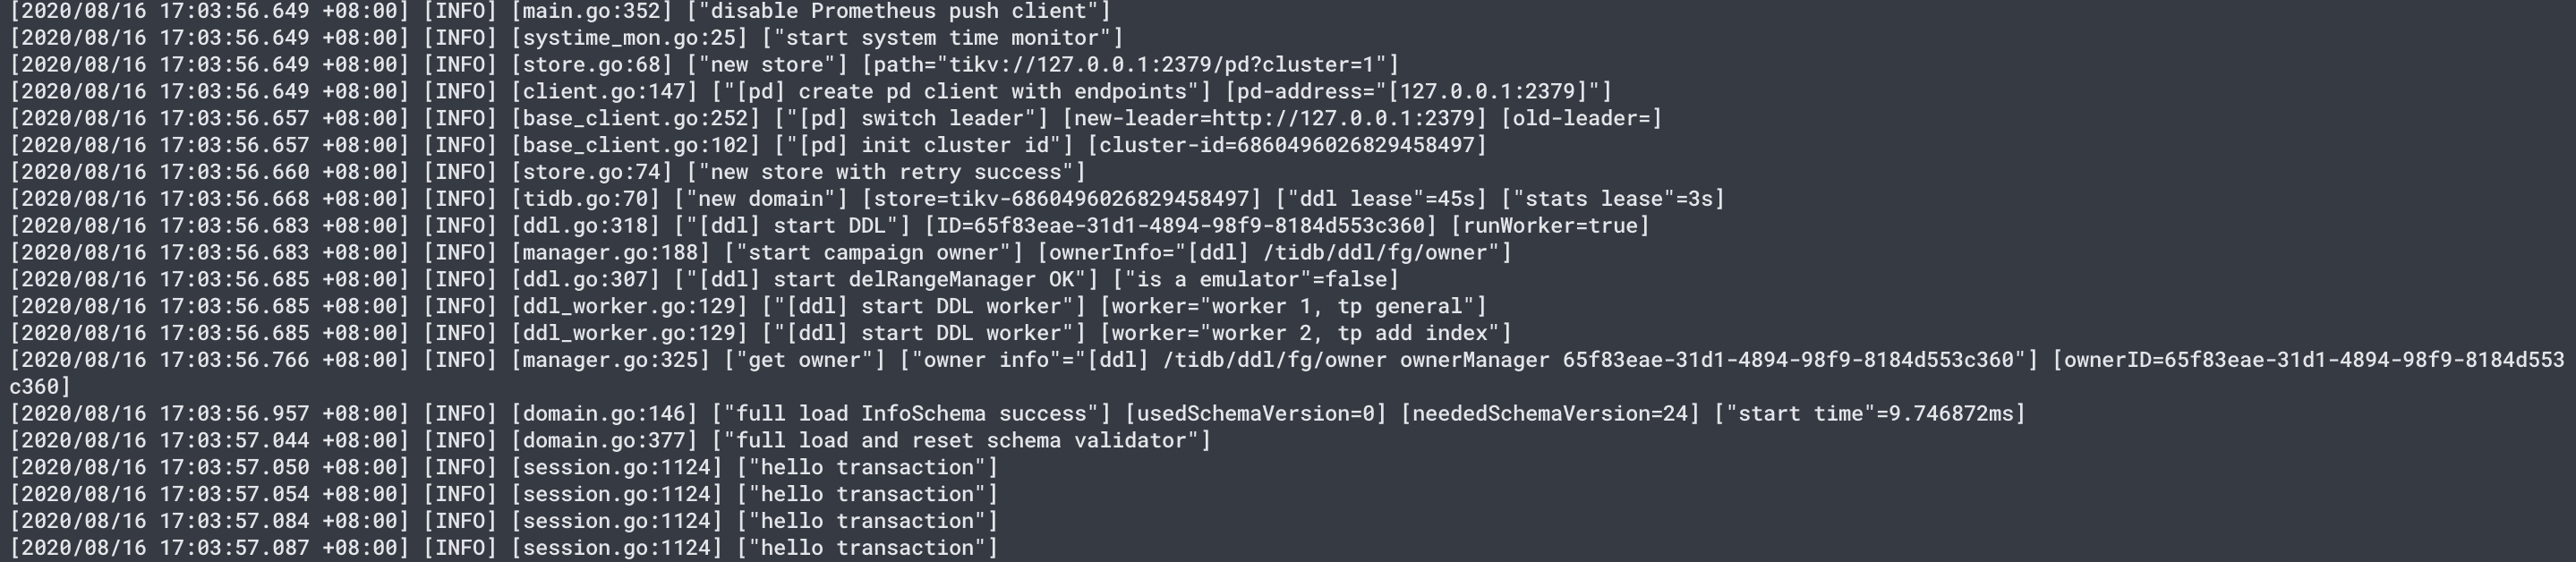 [2020/08/16 17:03:56.649 +08:00] [INFO] [main.go:352] ["disable Prometheus push client"]
[2020/08/16 17:03:56.649 +08:00] [INFO] [systime_mon.go:25] ["start system time monitor"]
[2020/08/16 17:03:56.649 +08:00] [INFO] [store.go:68] ["new store"] [path="tikv://127.0.0.1:2379/pd?cluster=1"]
[2020/08/16 17:03:56.649 +08:00] [INFO] [client.go:147] ["[pd] create pd client with endpoints"] [pd-address="[127.0.0.1:2379]"]
[2020/08/16 17:03:56.657 +08:00] [INFO] [base_client.go:252] ["[pd] switch leader"] [new-leader=http://127.0.0.1:2379] [old-leader=]
[2020/08/16 17:03:56.657 +08:00] [INFO] [base_client.go:102] ["[pd] init cluster id"] [cluster-id=6860496026829458497]
[2020/08/16 17:03:56.660 +08:00] [INFO] [store.go:74] ["new store with retry success"]
[2020/08/16 17:03:56.668 +08:00] [INFO] [tidb.go:70] ["new domain"] [store=tikv-6860496026829458497] ["ddl lease"=45s] ["stats lease"=3s]
[2020/08/16 17:03:56.683 +08:00] [INFO] [ddl.go:318] ["[ddl] start DDL"] [ID=65f83eae-31d1-4894-98f9-8184d553c360] [runWorker=true]
[2020/08/16 17:03:56.683 +08:00] [INFO] [manager.go:188] ["start campaign owner"] [ownerInfo="[ddl] /tidb/ddl/fg/owner"]
[2020/08/16 17:03:56.685 +08:00] [INFO] [ddl.go:307] ["[ddl] start delRangeManager OK"] ["is a emulator"=false]
[2020/08/16 17:03:56.685 +08:00] [INFO] [ddl_worker.go:129] ["[ddl] start DDL worker"] [worker="worker 1, tp general"]
[2020/08/16 17:03:56.685 +08:00] [INFO] [ddl_worker.go:129] ["[ddl] start DDL worker"] [worker="worker 2, tp add index"]
[2020/08/16 17:03:56.766 +08:00] [INFO] [manager.go:325] ["get owner"] ["owner info"="[ddl] /tidb/ddl/fg/owner ownerManager 65f83eae-31d1-4894-98f9-8184d553c360"] [ownerID=65f83eae-31d1-4894-98f9-8184d553
c360]
[2020/08/16 17:03:56.957 +08:00] [INFO] [domain.go:146] ["full load InfoSchema success"] [usedSchemaVersion=0] [neededSchemaVersion=24] ["start time"=9.746872ms]
[2020/08/16 17:03:57.044 +08:00] [INFO] [domain.go:377] ["full load and reset schema validator"]
[2020/08/16 17:03:57.050 +08:00] [INFO] [session.go:1124] ["hello transaction"]
[2020/08/16 17:03:57.054 +08:00] [INFO] [session.go:1124] ["hello transaction"]
[2020/08/16 17:03:57.084 +08:00] [INFO] [session.go:1124] ["hello transaction"]
[2020/08/16 17:03:57.087 +08:00] [INFO] [session.go:1124] ["hello transaction"]